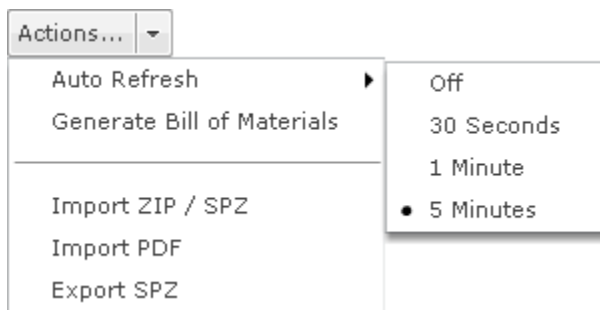 Actions...
Auto Refresh
Generate Bill of Materials
Import ZIP / SPZ
Import PDF
Export SPZ
Off
30 Seconds
1 Minute
5 Minutes